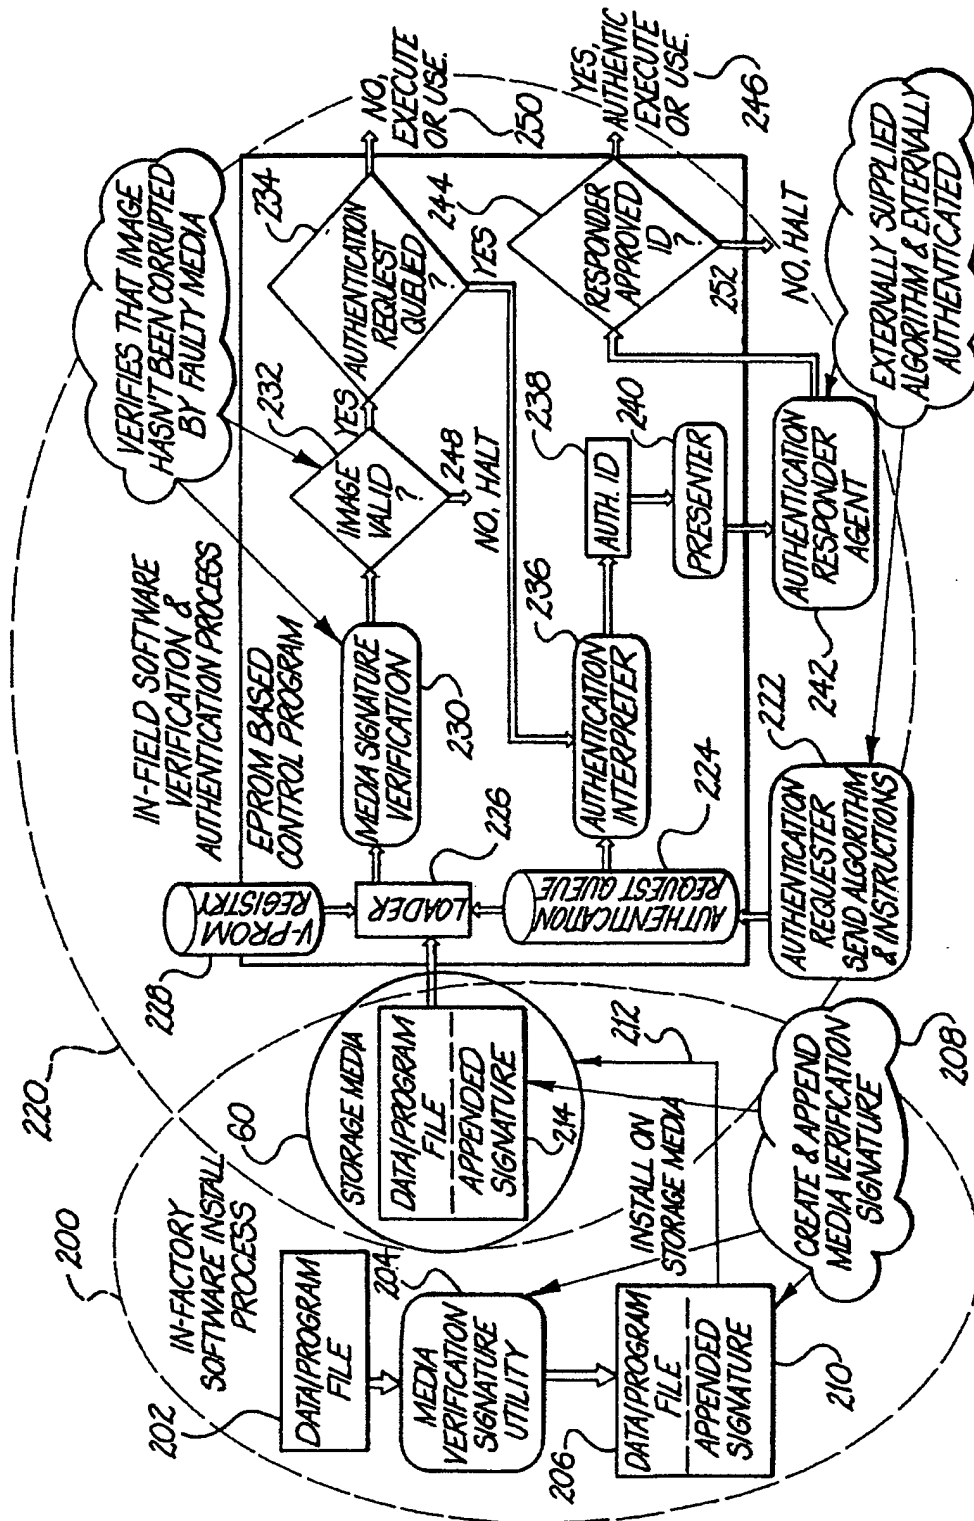 200
IN-FACTORY
SOFTWARE INSTALL
PROCESS
202
DATA/PROGRAM
FILE
204
MEDIA
VERIFICATION
SIGNATURE
UTILITY
206
DATA/PROGRAM
FILE
APPENDED
SIGNATURE
210
INSTALL ON
STORAGE MEDIA
212
CREATE & APPEND
MEDIA VERIFICATION
SIGNATURE
208
60
STORAGE MEDIA
DATA/PROGRAM
FILE
APPENDED
SIGNATURE
214
220
IN-FIELD SOFTWARE
VERIFICATION &
AUTHENTICATION PROCESS
228
V-PROM
REGISTRY
EPROM BASED
CONTROL PROGRAM
LOADER
226
MEDIA SIGNATURE
VERIFICATION
230
VERIFIES THAT IMAGE
HASN'T BEEN CORRUPTED
BY FAULTY MEDIA
232
IMAGE
VALID
?
YES
248
NO, HALT
234
AUTHENTICATION
REQUEST
QUEUED
?
YES
NO,
EXECUTE
OR USE.
250
AUTHENTICATION
REQUEST QUEUE
224
AUTHENTICATION
REQUESTER
SEND ALGORITHM
& INSTRUCTIONS
222
236
AUTHENTICATION
INTERPRETER
238
AUTH. ID
240
PRESENTER
AUTHENTICATION
RESPONDER
AGENT
242
244
RESPONDER
APPROVED
ID
?
252
NO, HALT
YES,
AUTHENTIC
EXECUTE
OR USE.
246
EXTERNALLY SUPPLIED
ALGORITHM & EXTERNALLY
AUTHENTICATED